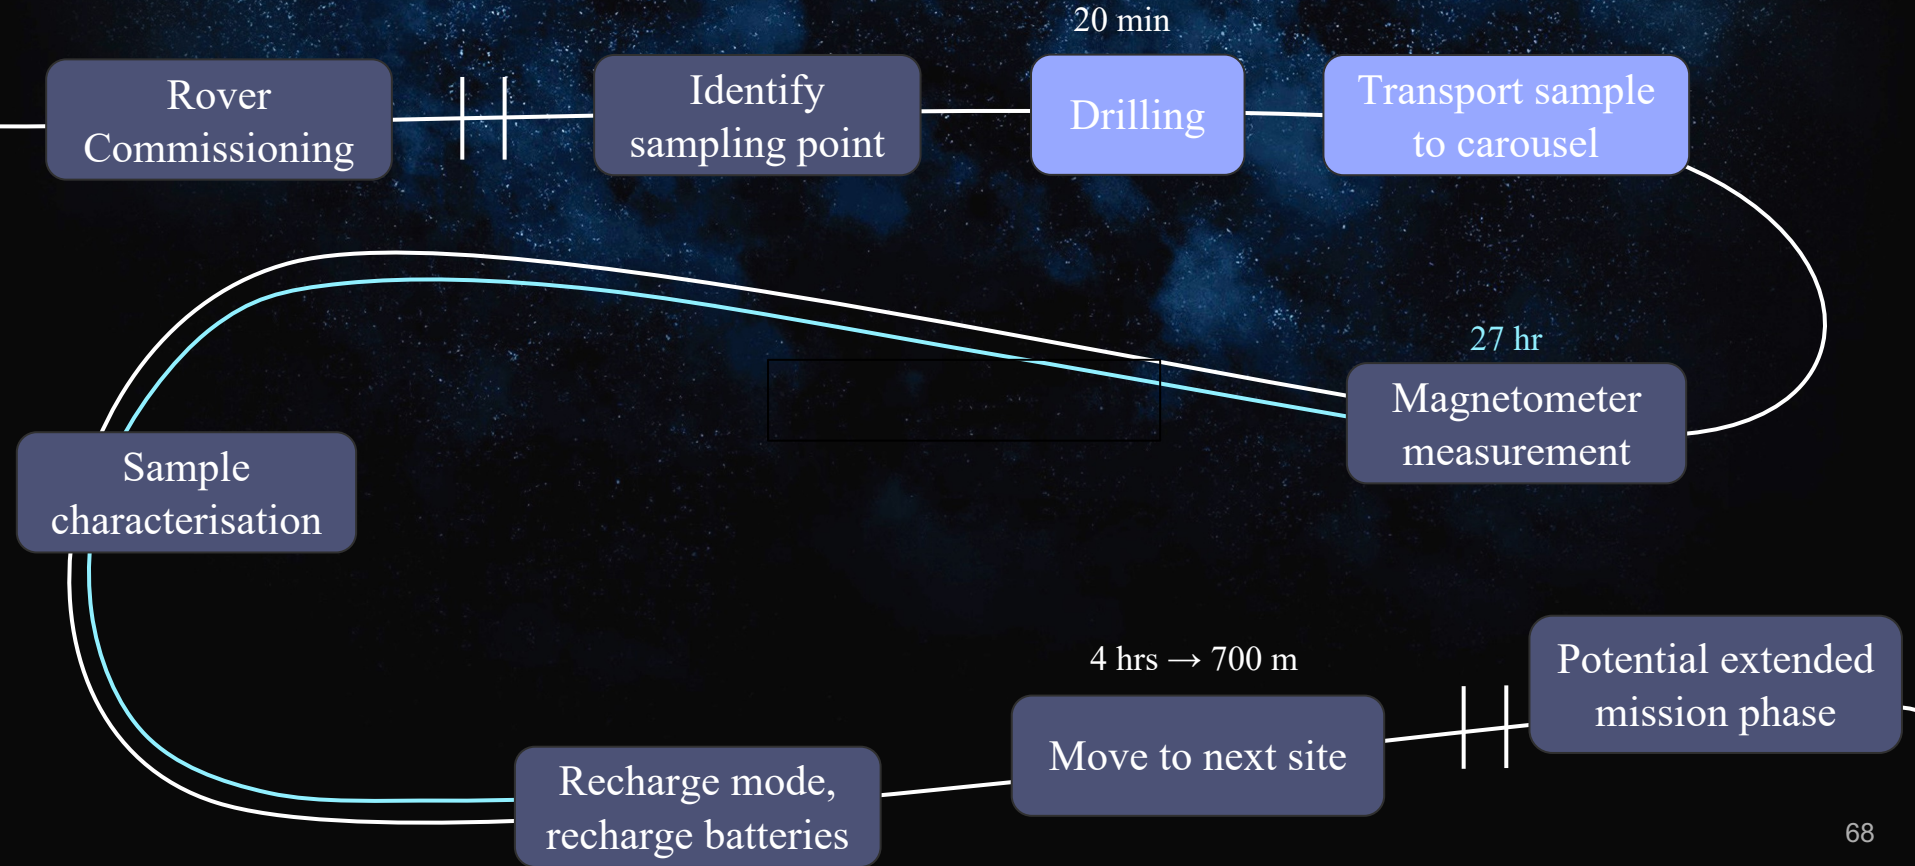 20 min
Rover
Commissioning
Identify
sampling point
Drilling
Transport sample
to carousel
27 hr
Magnetometer
measurement
Sample
characterisation
4 hrs → 700 m
Potential extended
mission phase
Move to next site
Recharge mode,
recharge batteries
68